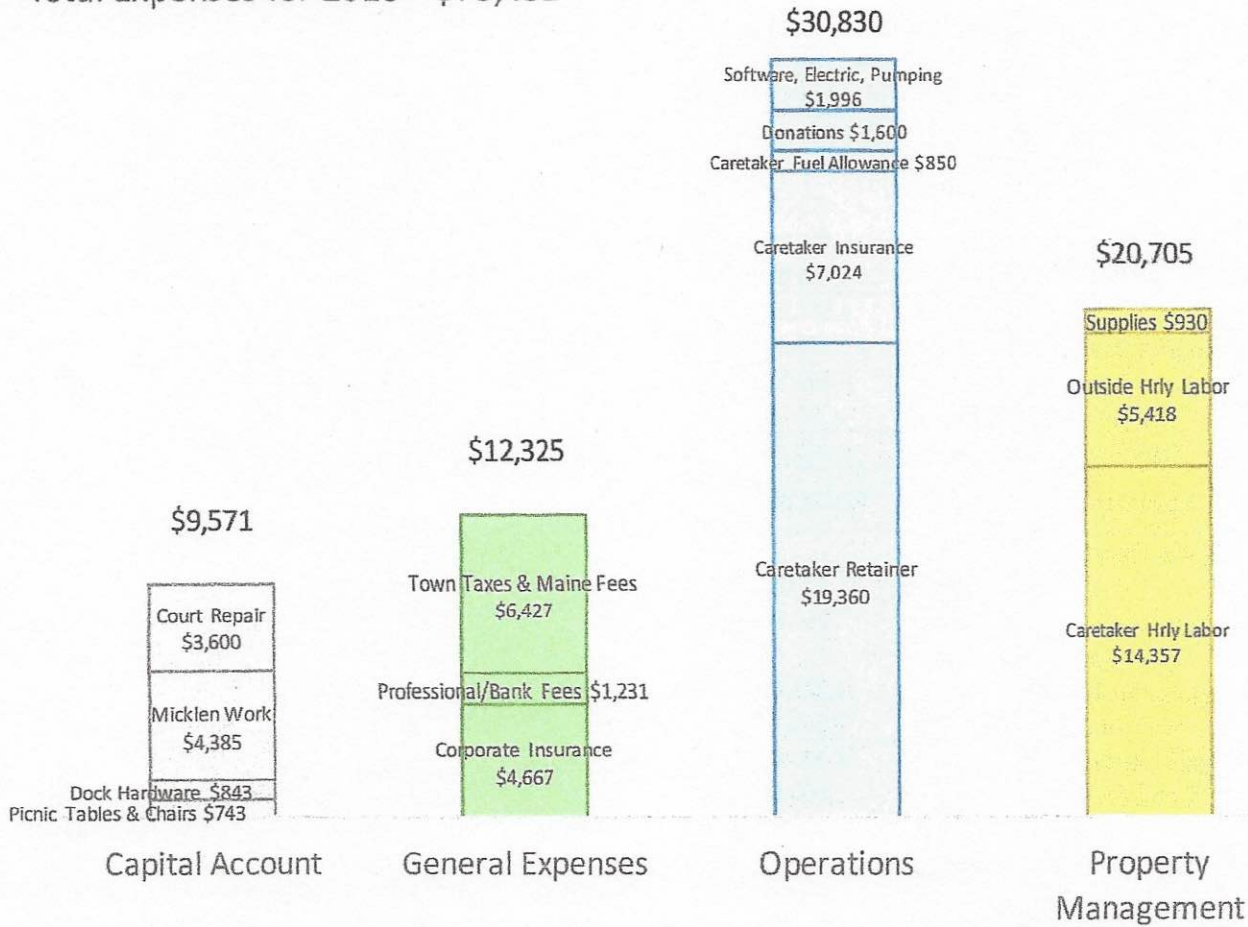 Total Expenses for
$30,830
Software, Electric, Pumping
$1,996
Donations $1,600
Caretaker Fuel Allowance $850
Caretaker Insurance
$7,024
Caretaker Retainer
$19,360
Operations
$20,705
Supplies $930
Outside Hrly Labor
$5,418
Caretaker Hrly Labor
$14,357
Property
Management
$12,325
Town Taxes & Maine Fees
$6,427
Professional/Bank Fees $1,231
Corporate Insurance
$4,667
General Expenses
$9,571
Court Repair
$3,600
Micklen Work
$4,385
Dock Hardware $843
Picnic Tables & Chairs $743
Capital Account